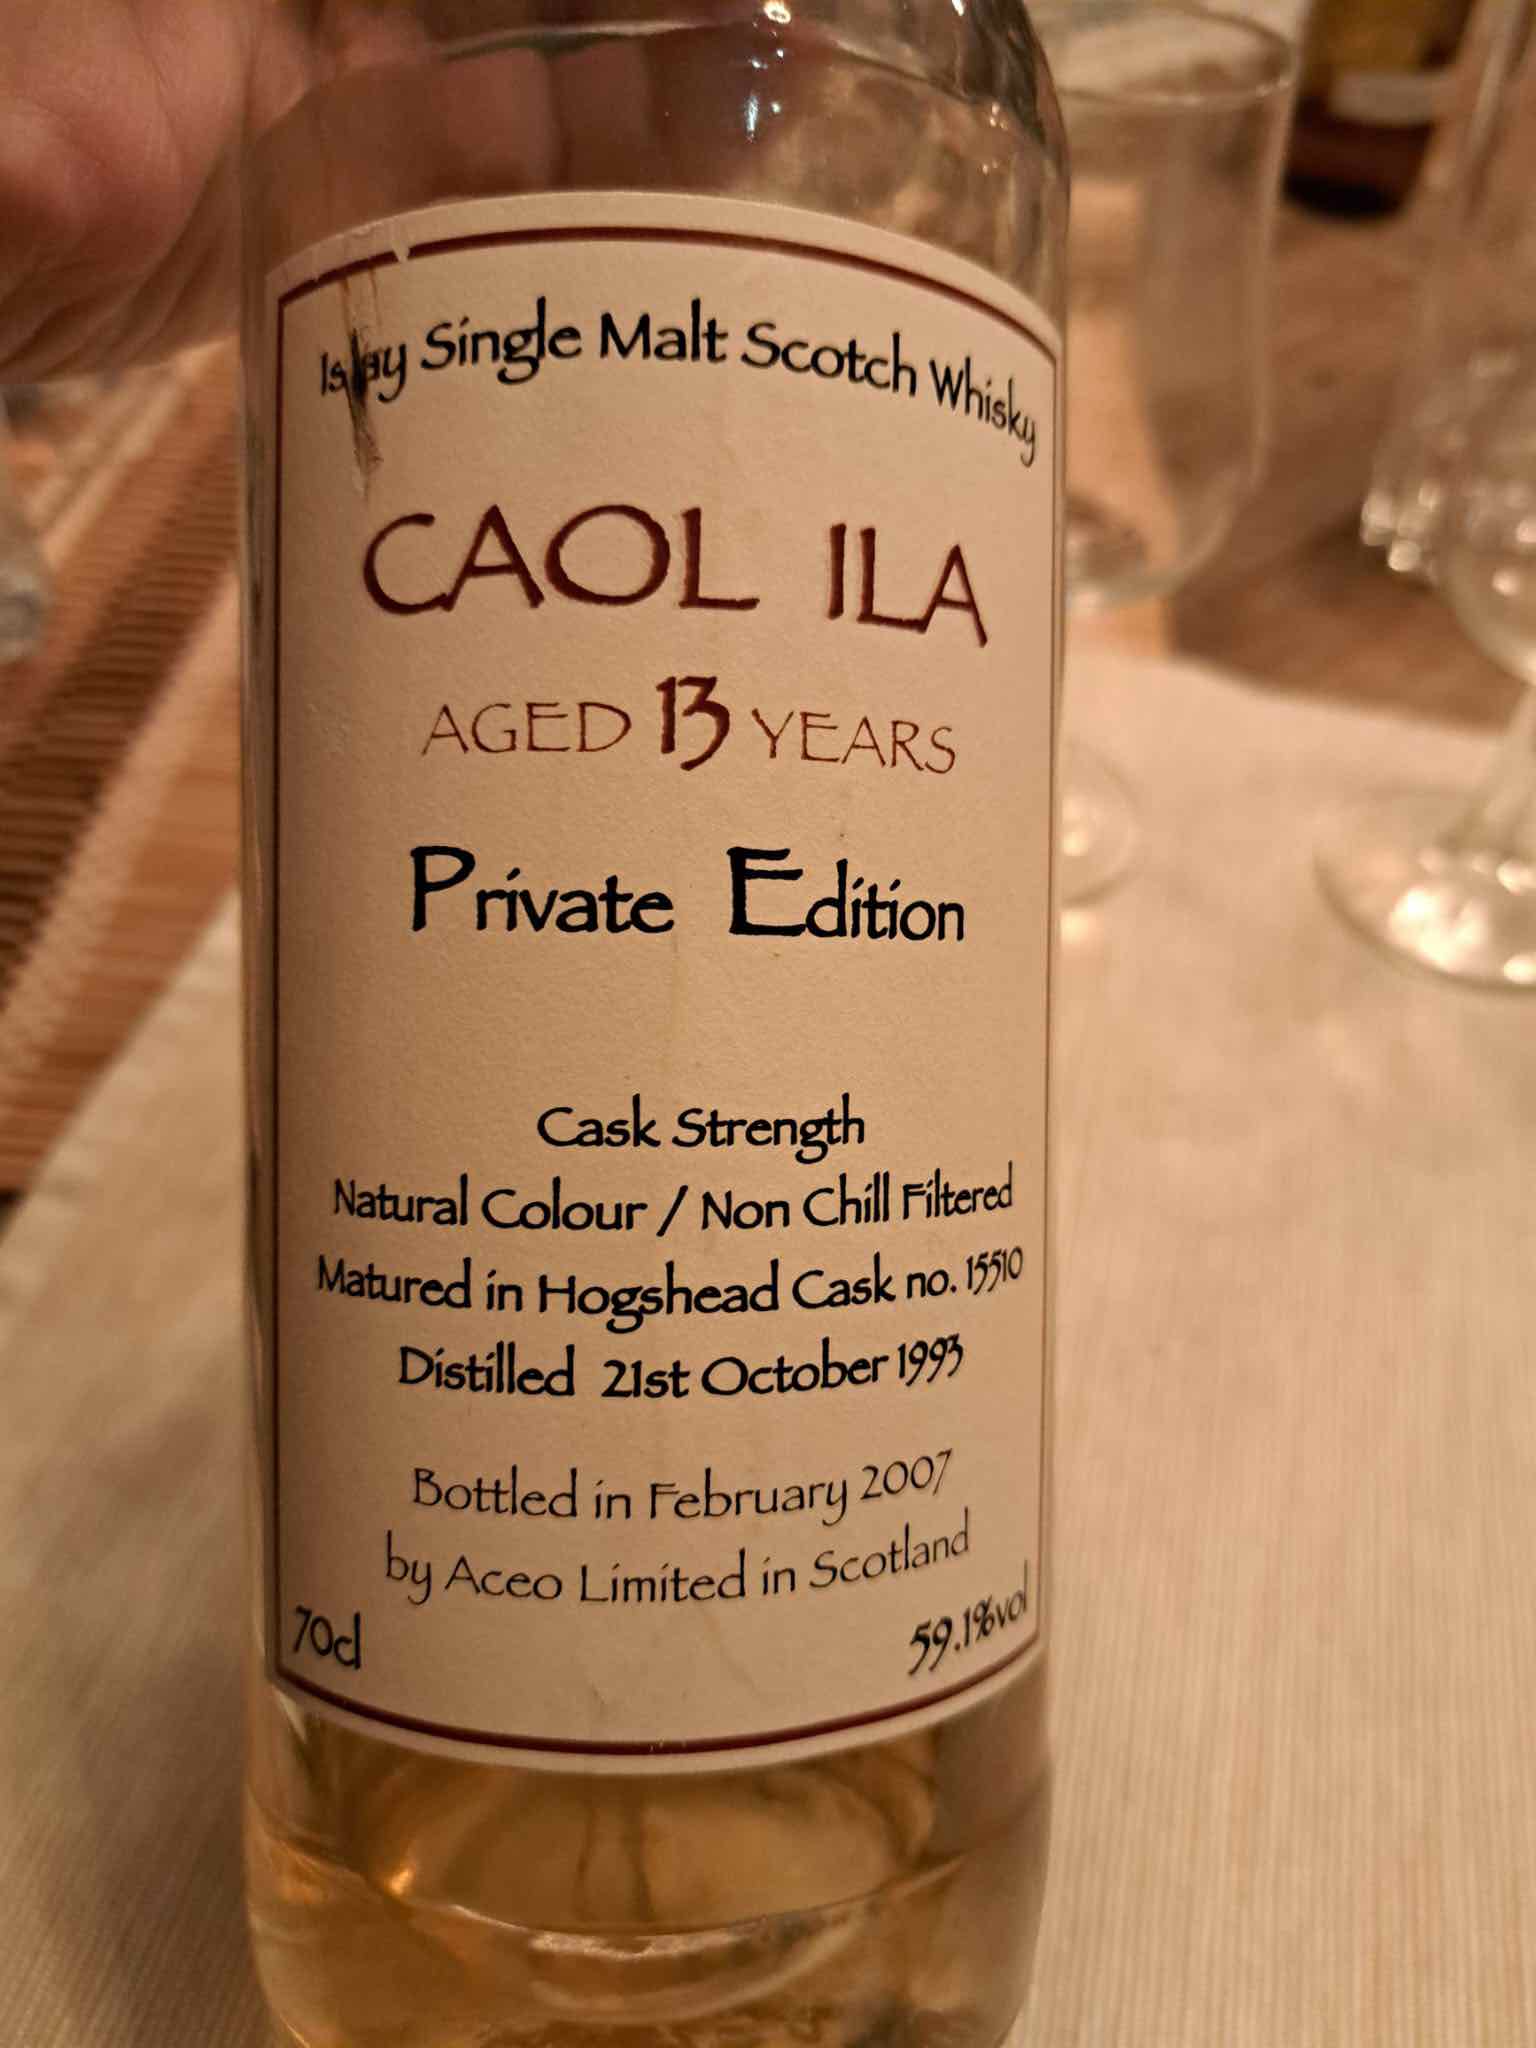 Islay Single Malt Scotch Whisky
CAOL ILA
AGED 13 YEARS
Private Edition
Cask Strength
Natural Colour / Non Chill Filtered
Matured in Hogshead Cask no. 15510
Distilled 21st October 1993
Bottled in February 2007
by Aceo Limited in Scotland
70cl 59.1%vol